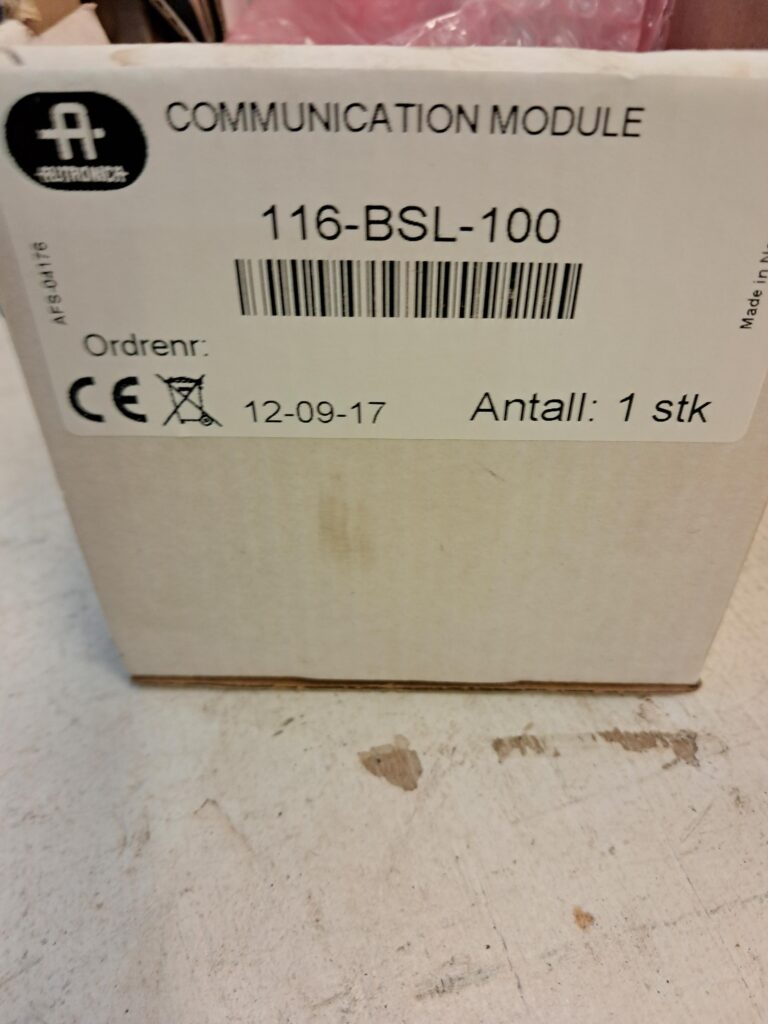 COMMUNICATION MODULE
AUTRONICA
116-BSL-100
AFS-04176
Made in
Ordrenr:
CE
12-09-17
Antall: 1 stk